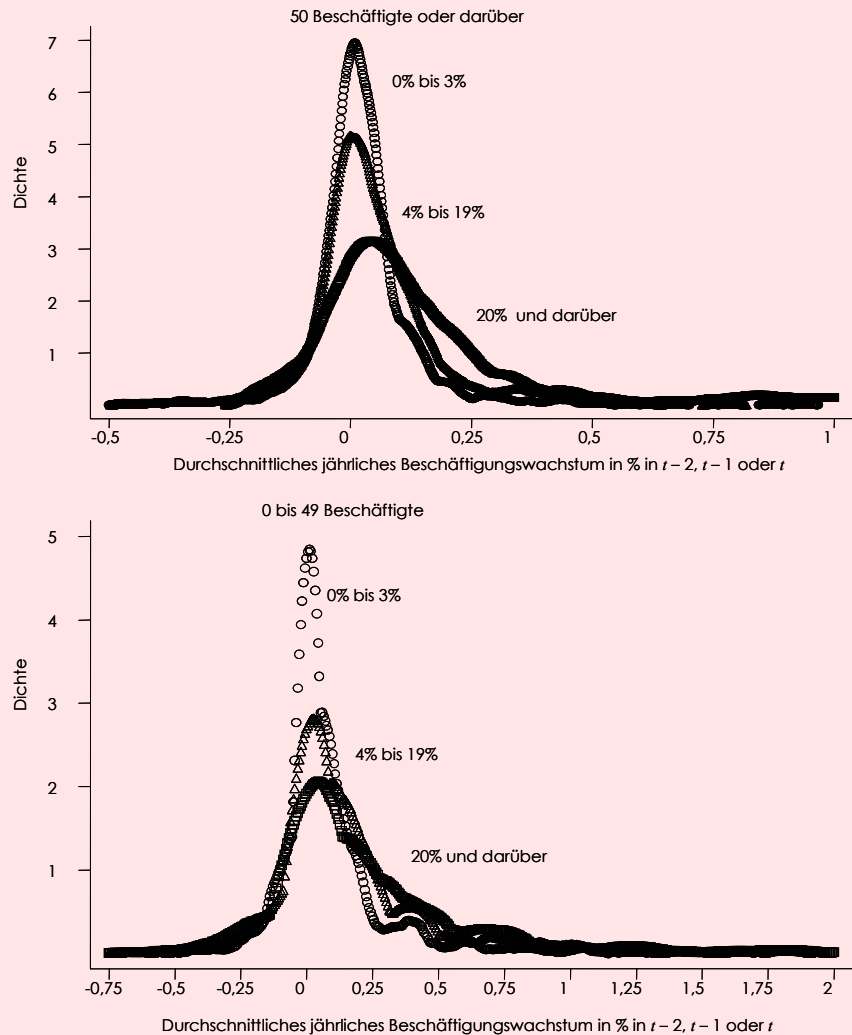 50 Beschäftigte oder darüber
7
6
5
4
3
2
1
Dichte
0% bis 3%
4% bis 19%
20% und darüber
-0,5 -0,25 0 0,25 0,5 0,75 1
Durchschnittliches jährliches Beschäftigungswachstum in % in t – 2, t – 1 oder t
0 bis 49 Beschäftigte
5
4
3
2
1
Dichte
0% bis 3%
4% bis 19%
20% und darüber
-0,75 -0,5 -0,25 0 0,25 0,5 0,75 1 1,25 1,5 1,75 2
Durchschnittliches jährliches Beschäftigungswachstum in % in t – 2, t – 1 oder t